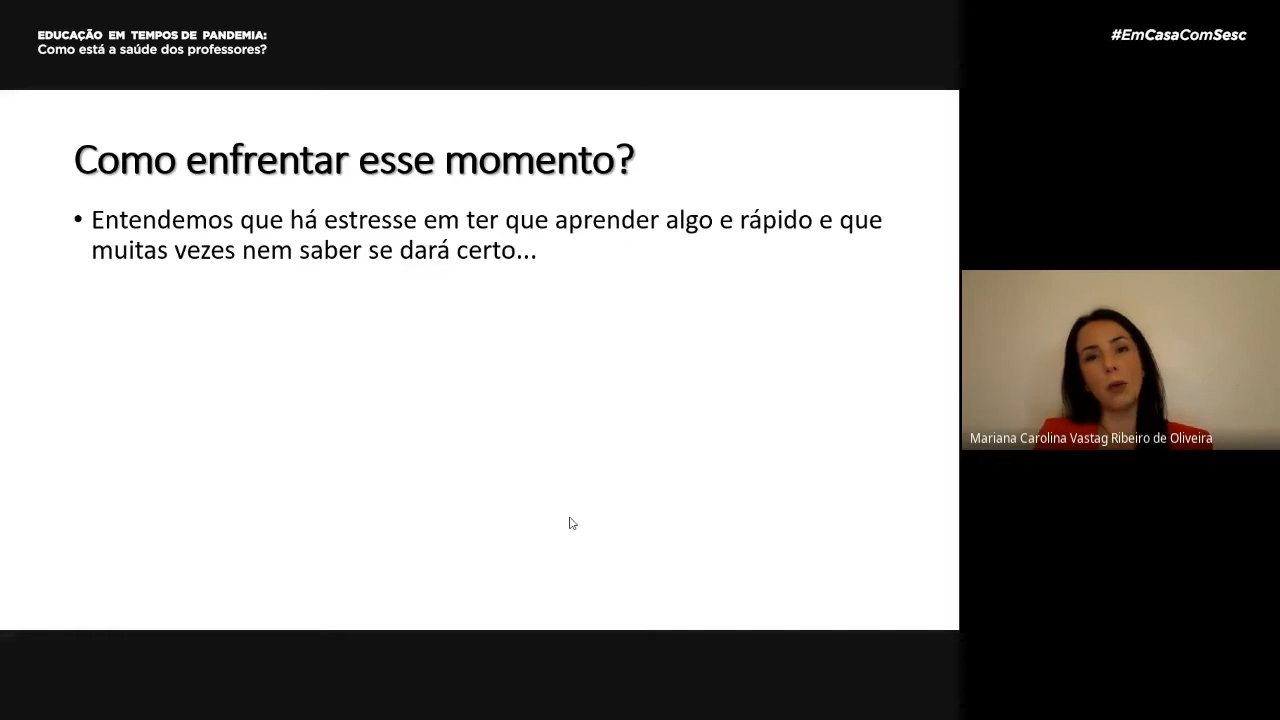 EDUCAÇÃO EM TEMPOS DE PANDEMIA:
Como está a saúde dos professores?
#EmCasaComSesc
Como enfrentar esse momento?
• Entendemos que há estresse em ter que aprender algo e rápido e que
muitas vezes nem saber se dará certo...
Mariana Carolina Vastag Ribeiro de Oliveira